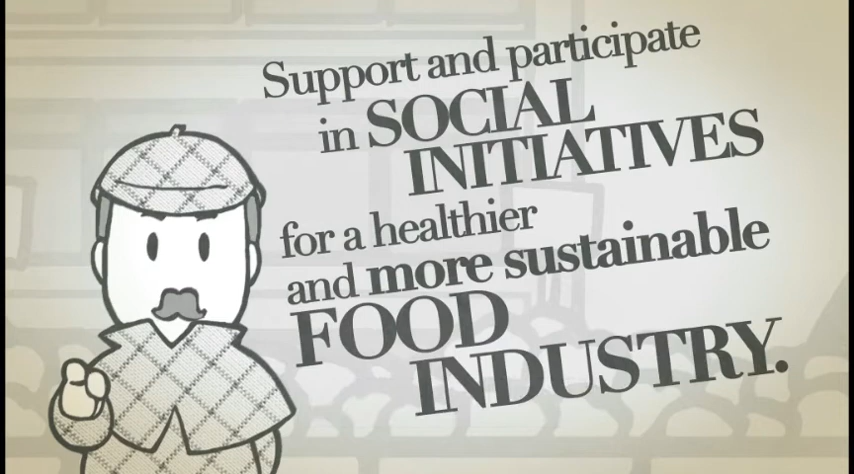 Support and participate
in SOCIAL
INITIATIVES
for a healthier
and more sustainable
FOOD
INDUSTRY.